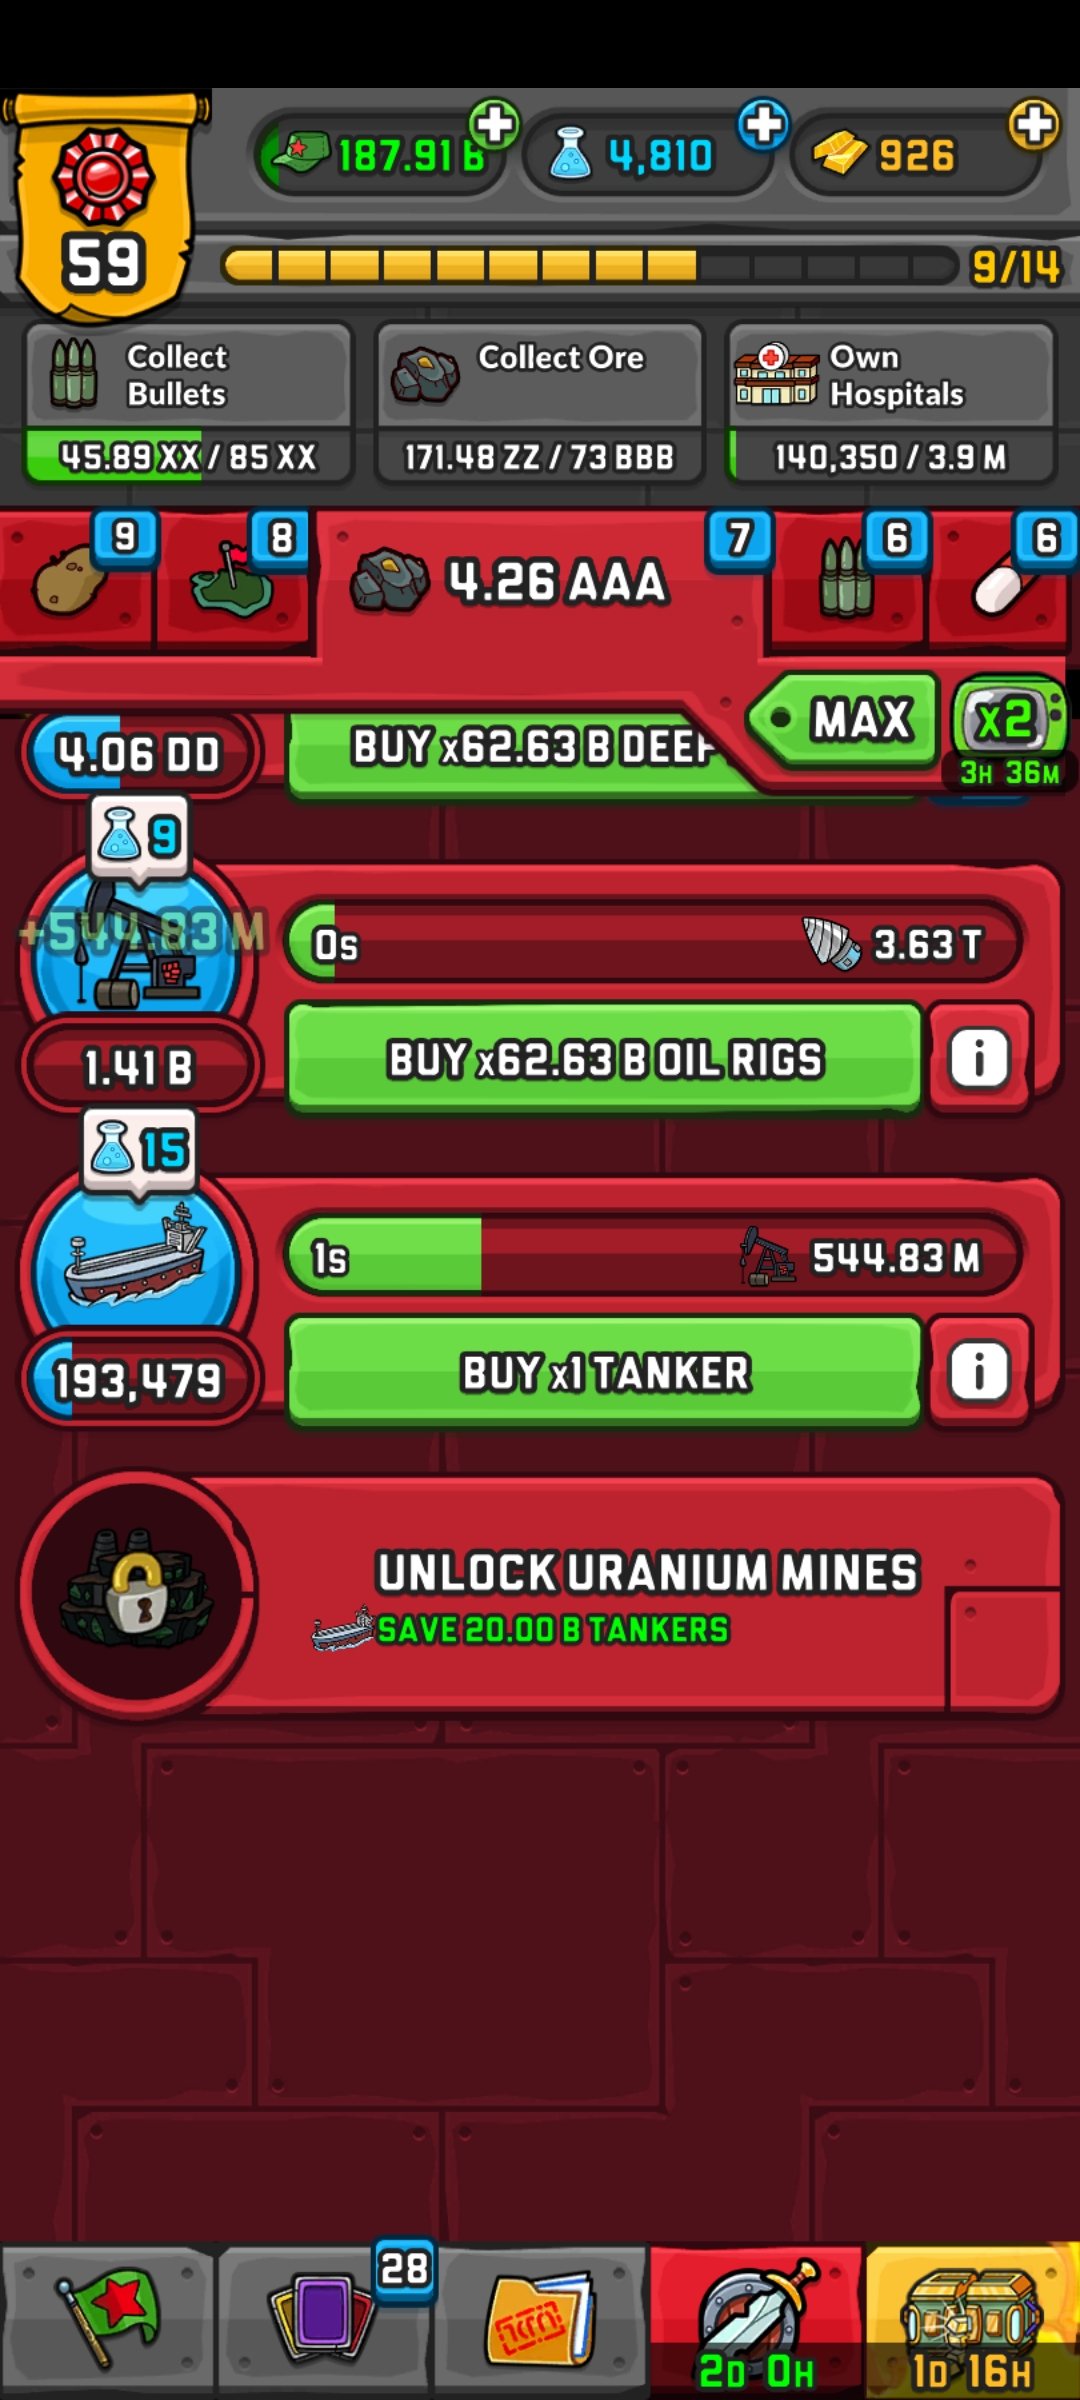 187.91 B
4,810
926
59
9/14
Collect
Bullets
45.89 XX / 85 XX
Collect Ore
171.48 ZZ / 73 BBB
Own
Hospitals
140,350 / 3.9 M
9
8
4.26 AAA
7
6
6
MAX
x2
3H 36M
4.06 DD
BUY x62.63 B DEEP
9
+544.83 M
0s
3.63 T
1.41 B
BUY x62.63 B OIL RIGS
i
15
1s
544.83 M
193,479
BUY x1 TANKER
i
UNLOCK URANIUM MINES
SAVE 20.00 B TANKERS
28
2D 0H
1D 16H